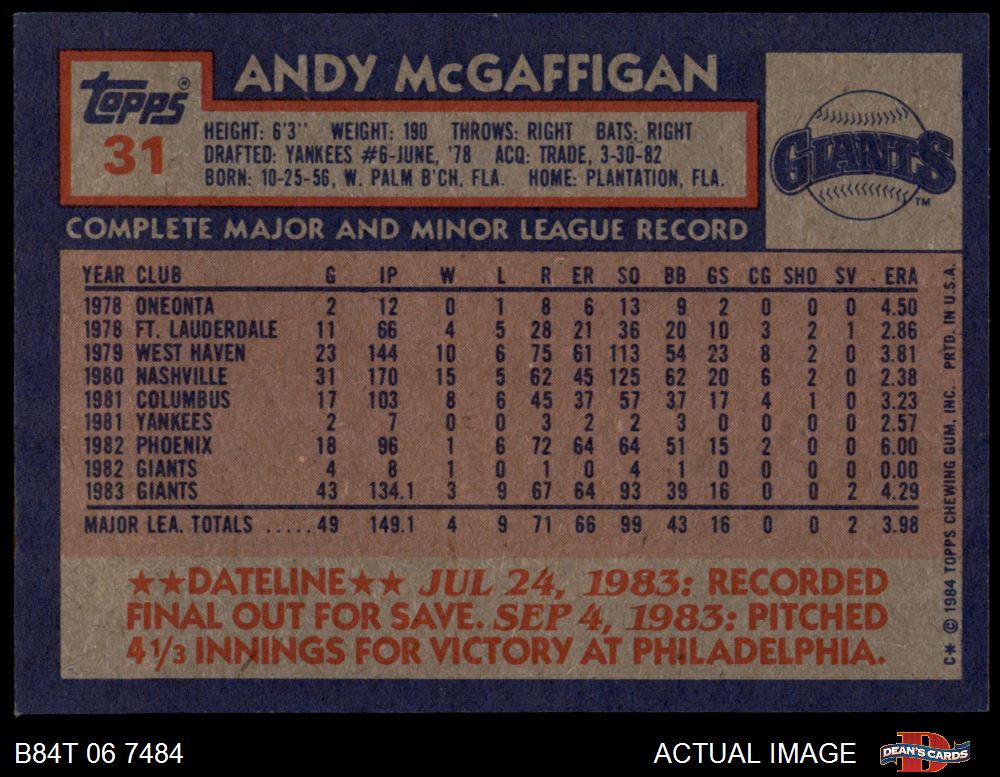 ANDY McGAFFIGAN
Topps®
31
HEIGHT: 6'3" WEIGHT: 190 THROWS: RIGHT BATS: RIGHT
DRAFTED: YANKEES #6-JUNE, '78 ACQ: TRADE, 3-30-82
BORN: 10-25-56, W. PALM B'CH, FLA. HOME: PLANTATION, FLA.
GIANTS
TM
COMPLETE MAJOR AND MINOR LEAGUE RECORD
YEAR CLUB G IP W L R ER SO BB GS CG SHO SV ERA
1978 ONEONTA 2 12 0 1 8 6 13 9 2 0 0 0 4.50
1978 FT. LAUDERDALE 11 66 4 5 28 21 36 20 10 3 2 1 2.86
1979 WEST HAVEN 23 144 10 6 75 61 113 54 23 8 2 0 3.81
1980 NASHVILLE 31 170 15 5 62 45 125 62 20 6 2 0 2.38
1981 COLUMBUS 17 103 8 6 45 37 57 37 17 4 1 0 3.23
1981 YANKEES 2 7 0 0 3 2 2 3 0 0 0 0 2.57
1982 PHOENIX 18 96 1 6 72 64 64 51 15 2 0 0 6.00
1982 GIANTS 4 8 1 0 1 0 4 1 0 0 0 0 0.00
1983 GIANTS 43 134.1 3 9 67 64 93 39 16 0 0 2 4.29
MAJOR LEA. TOTALS .....49 149.1 4 9 71 66 99 43 16 0 0 2 3.98
★★DATELINE★★ JUL 24, 1983: RECORDED
FINAL OUT FOR SAVE. SEP 4, 1983: PITCHED
4 1/3 INNINGS FOR VICTORY AT PHILADELPHIA.
C* © 1984 TOPPS CHEWING GUM, INC. PRTD. IN U.S.A.
B84T 06 7484
ACTUAL IMAGE
D
DEAN'S CARDS